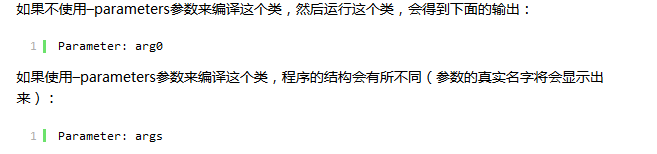 如果不使用–parameters参数来编译这个类，然后运行这个类，会得到下面的输出：
1 Parameter: arg0
如果使用–parameters参数来编译这个类，程序的结构会有所不同（参数的真实名字将会显示出
来）：
1 Parameter: args